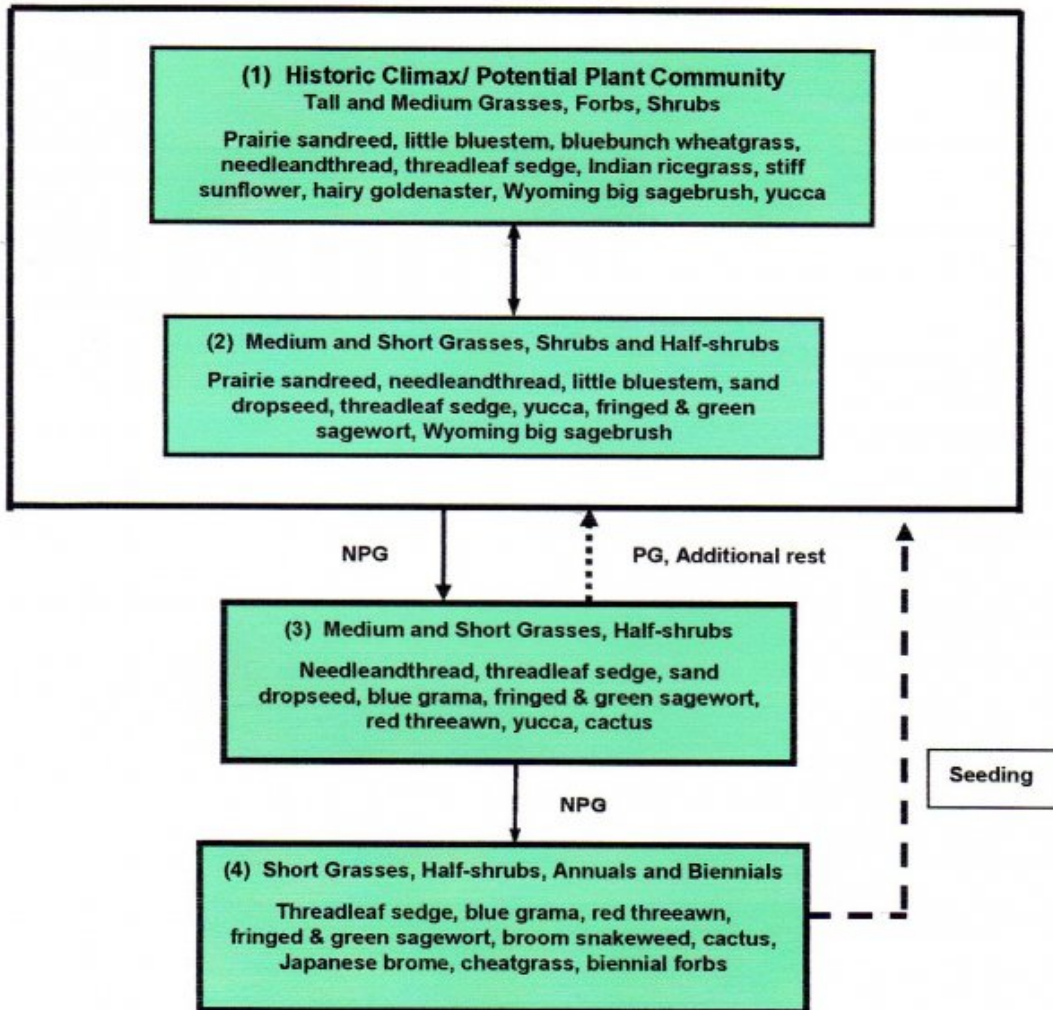 (1) Historic Climax/ Potential Plant Community
Tall and Medium Grasses, Forbs, Shrubs
Prairie sandreed, little bluestem, bluebunch wheatgrass,
needleandthread, threadleaf sedge, Indian ricegrass, stiff
sunflower, hairy goldenaster, Wyoming big sagebrush, yucca
(2) Medium and Short Grasses, Shrubs and Half-shrubs
Prairie sandreed, needleandthread, little bluestem, sand
dropseed, threadleaf sedge, yucca, fringed & green
sagewort, Wyoming big sagebrush
NPG
PG, Additional rest
(3) Medium and Short Grasses, Half-shrubs
Needleandthread, threadleaf sedge, sand
dropseed, blue grama, fringed & green sagewort,
red threeawn, yucca, cactus
Seeding
NPG
(4) Short Grasses, Half-shrubs, Annuals and Biennials
Threadleaf sedge, blue grama, red threeawn,
fringed & green sagewort, broom snakeweed, cactus,
Japanese brome, cheatgrass, biennial forbs